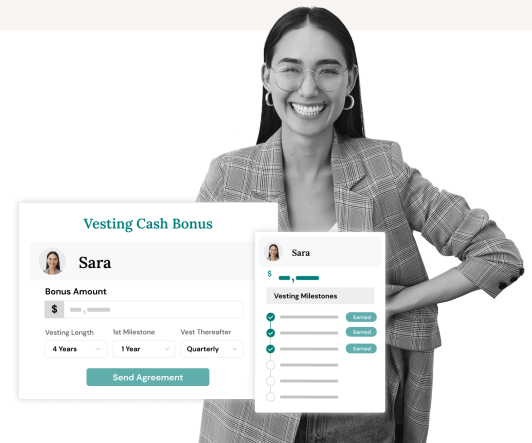 Vesting Cash Bonus
Sara
Bonus Amount
$
Vesting Length 1st Milestone Vest Thereafter
4 Years 1 Year Quarterly
Send Agreement
Sara
$
Vesting Milestones
Earned
Earned
Earned